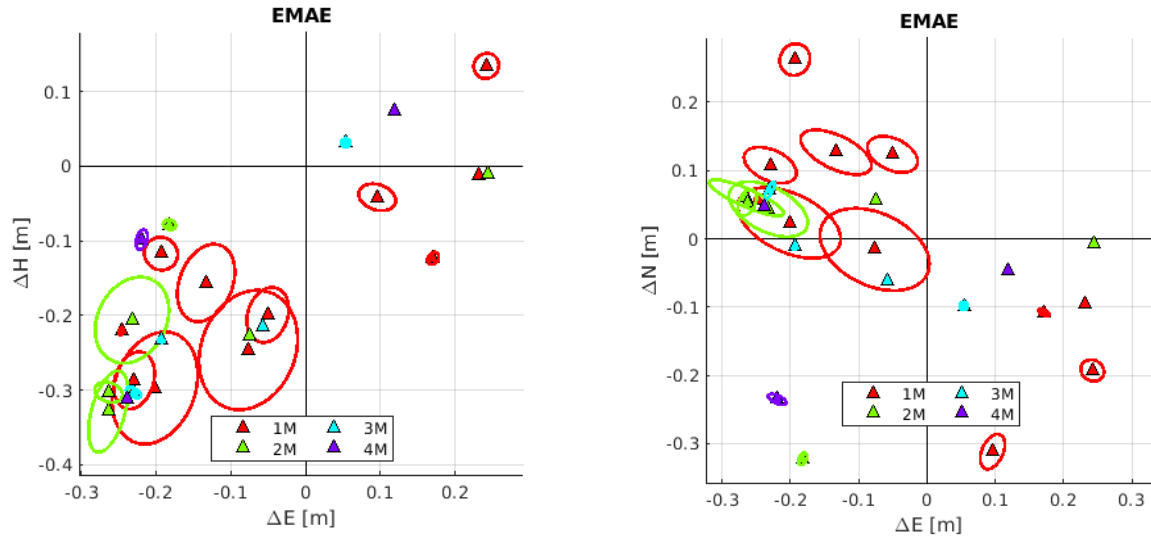 EMAE
0.1
0
-0.1
-0.2
-0.3
-0.4
ΔH [m]
1M 3M
2M 4M
-0.3 -0.2 -0.1 0 0.1 0.2
ΔE [m]
EMAE
0.2
0.1
0
-0.1
-0.2
-0.3
ΔN [m]
1M 3M
2M 4M
-0.3 -0.2 -0.1 0 0.1 0.2 0.3
ΔE [m]